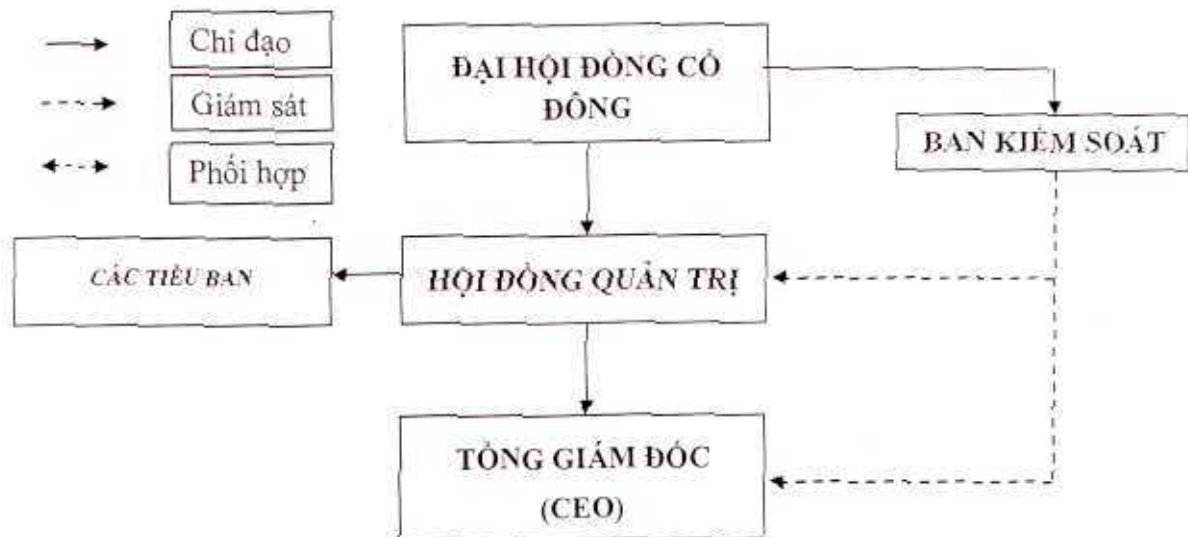 Chỉ đạo
Giám sát
Phối hợp
ĐẠI HỘI ĐỒNG CỔ
ĐÔNG
BAN KIỂM SOÁT
CÁC TIỂU BAN
HỘI ĐỒNG QUẢN TRỊ
TỔNG GIÁM ĐỐC
(CEO)